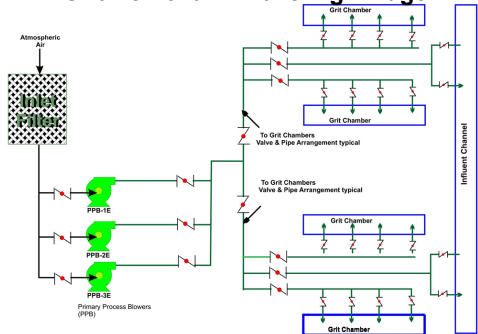 Grit Chamber
Atmospheric
Air
Inlet
Filter
Grit Chamber
To Grit Chambers
Valve & Pipe Arrangement typical
Influent Channel
To Grit Chambers
Valve & Pipe Arrangement typical
PPB-1E
Grit Chamber
PPB-2E
PPB-3E
Primary Process Blowers
(PPB)
Grit Chamber